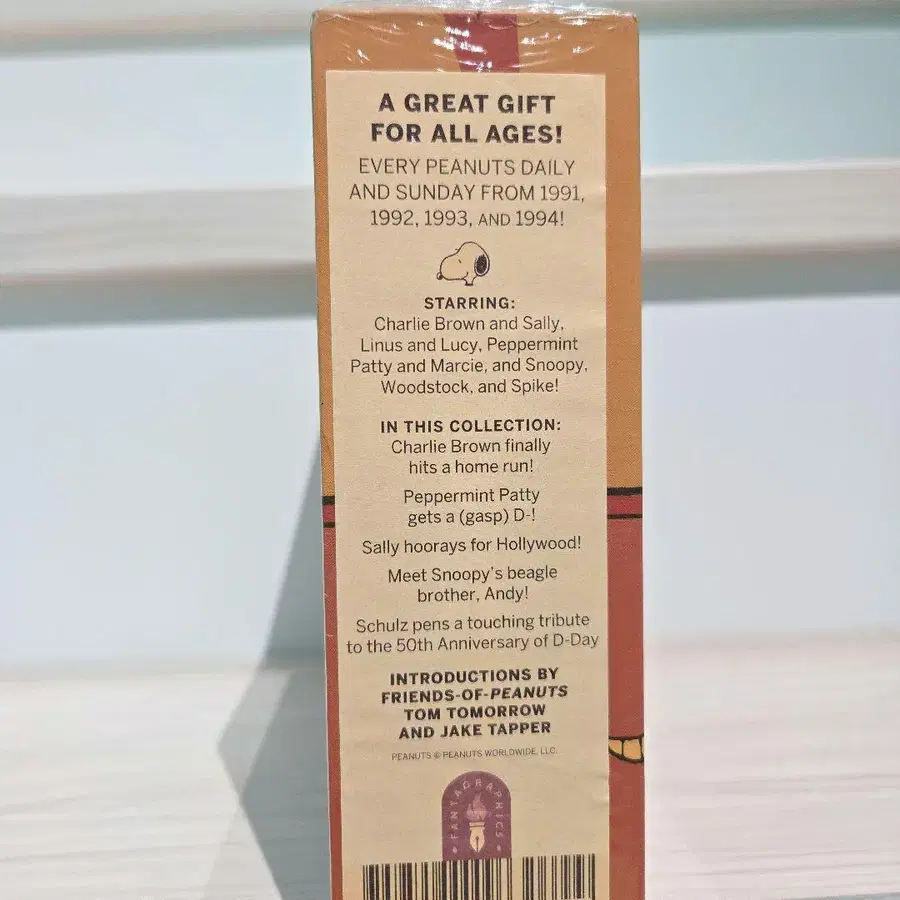 A GREAT GIFT
FOR ALL AGES!
EVERY PEANUTS DAILY
AND SUNDAY FROM 1991,
1992, 1993, AND 1994!
STARRING:
Charlie Brown and Sally,
Linus and Lucy, Peppermint
Patty and Marcie, and Snoopy,
Woodstock, and Spike!
IN THIS COLLECTION:
Charlie Brown finally
hits a home run!
Peppermint Patty
gets a (gasp) D-!
Sally hoorays for Hollywood!
Meet Snoopy's beagle
brother, Andy!
Schulz pens a touching tribute
to the 50th Anniversary of D-Day
INTRODUCTIONS BY
FRIENDS-OF-PEANUTS
TOM TOMORROW
AND JAKE TAPPER
PEANUTS © PEANUTS WORLDWIDE, LLC.
FANTAGRAPHICS